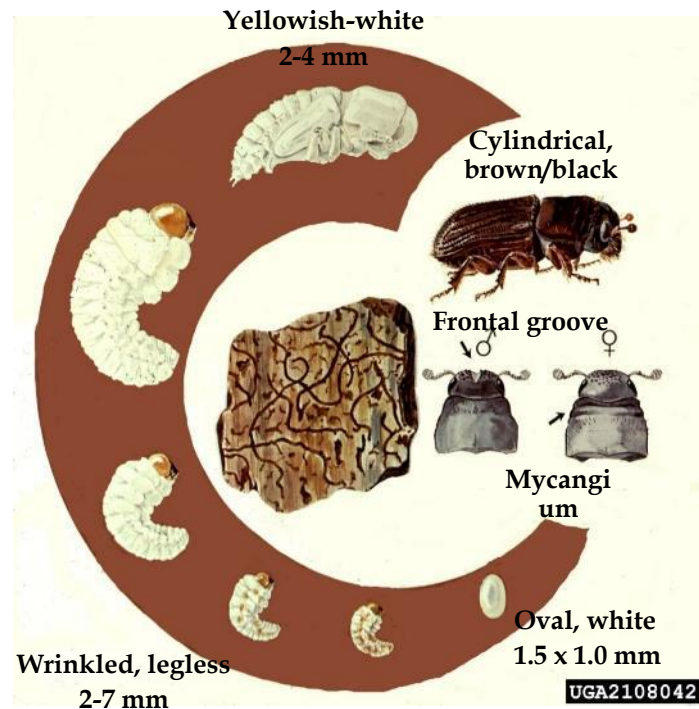 Yellowish-white
2-4 mm
Cylindrical,
brown/black
Frontal groove
♂
♀
Mycangi
um
Oval, white
1.5 x 1.0 mm
Wrinkled, legless
2-7 mm
UGA2108042